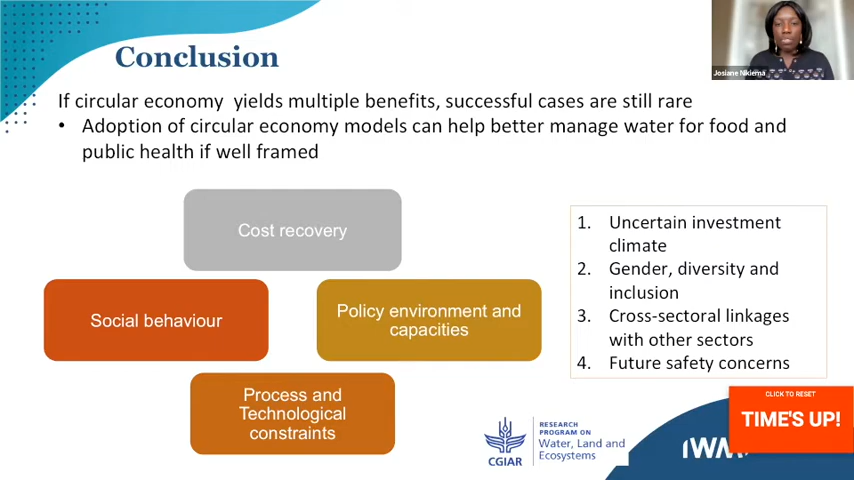 Conclusion
Josiane Nikiema
If circular economy yields multiple benefits, successful cases are still rare
• Adoption of circular economy models can help better manage water for food and
public health if well framed
Cost recovery
Social behaviour
Policy environment and
capacities
Process and
Technological
constraints
1. Uncertain investment
climate
2. Gender, diversity and
inclusion
3. Cross-sectoral linkages
with other sectors
4. Future safety concerns
CLICK TO RESET
TIME'S UP!
CGIAR
RESEARCH
PROGRAM ON
Water, Land and
Ecosystems